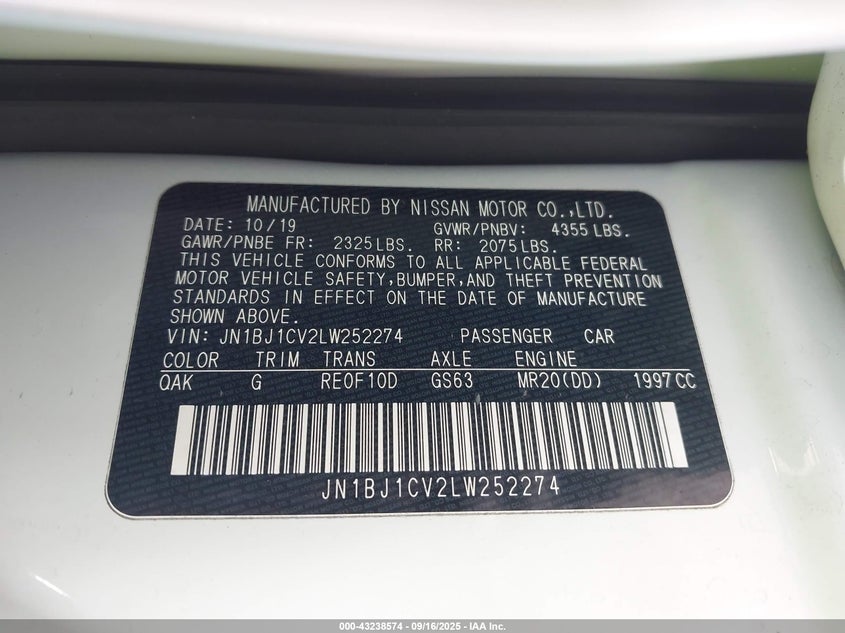 MANUFACTURED BY NISSAN MOTOR CO.,LTD.
DATE: 10/19 GVWR/PNBV: 4355 LBS.
GAWR/PNBE FR: 2325 LBS. RR: 2075 LBS.
THIS VEHICLE CONFORMS TO ALL APPLICABLE FEDERAL
MOTOR VEHICLE SAFETY, BUMPER, AND THEFT PREVENTION
STANDARDS IN EFFECT ON THE DATE OF MANUFACTURE
SHOWN ABOVE.
VIN: JN1BJ1CV2LW252274 PASSENGER CAR
COLOR TRIM TRANS AXLE ENGINE
QAK G RE0F10D GS63 MR20(DD) 1997CC
JN1BJ1CV2LW252274
000-43238574 - 09/16/2025 - IAA Inc.